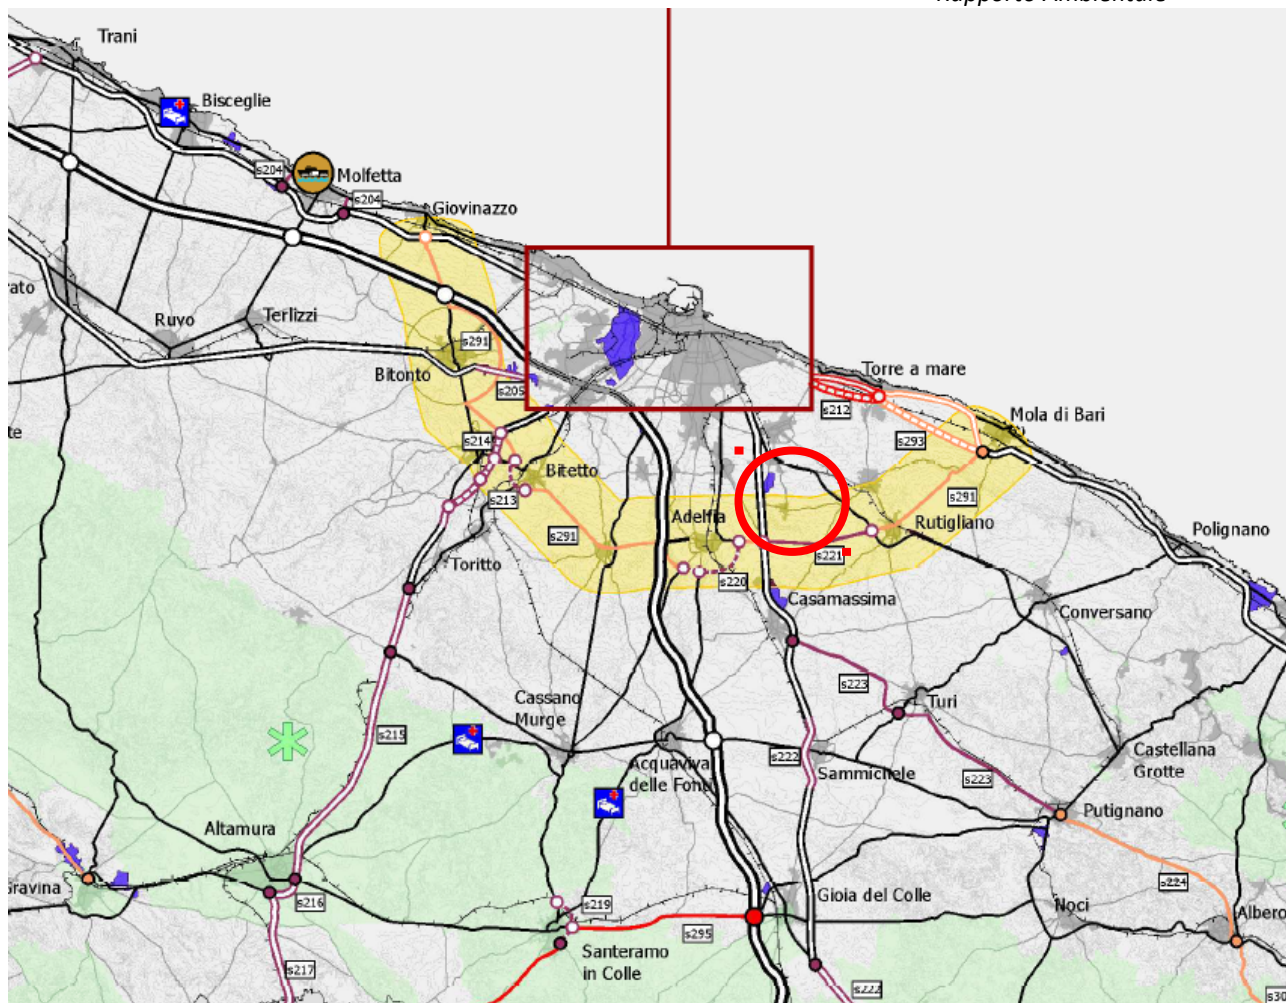 Rapporto Ambientale
Trani
Bisceglie
s204
Molfetta
s204
Giovinazzo
Ruvo
Terlizzi
s291
Bitonto
s205
Torre a mare
s212
Mola di Bari
s293
s214
Bitetto
s213
s291
Adelfia
s291
Rutigliano
Polignano
s221
Toritto
s220
Casamassima
Conversano
s223
Turi
Cassano
Murge
s215
Acquaviva
delle Fonti
s222
Sammichele
s223
Castellana
Grotte
Putignano
Altamura
Gravina
s216
s219
Gioia del Colle
s224
Noci
Albero
s295
Santeramo
in Colle
s217
s222
s30